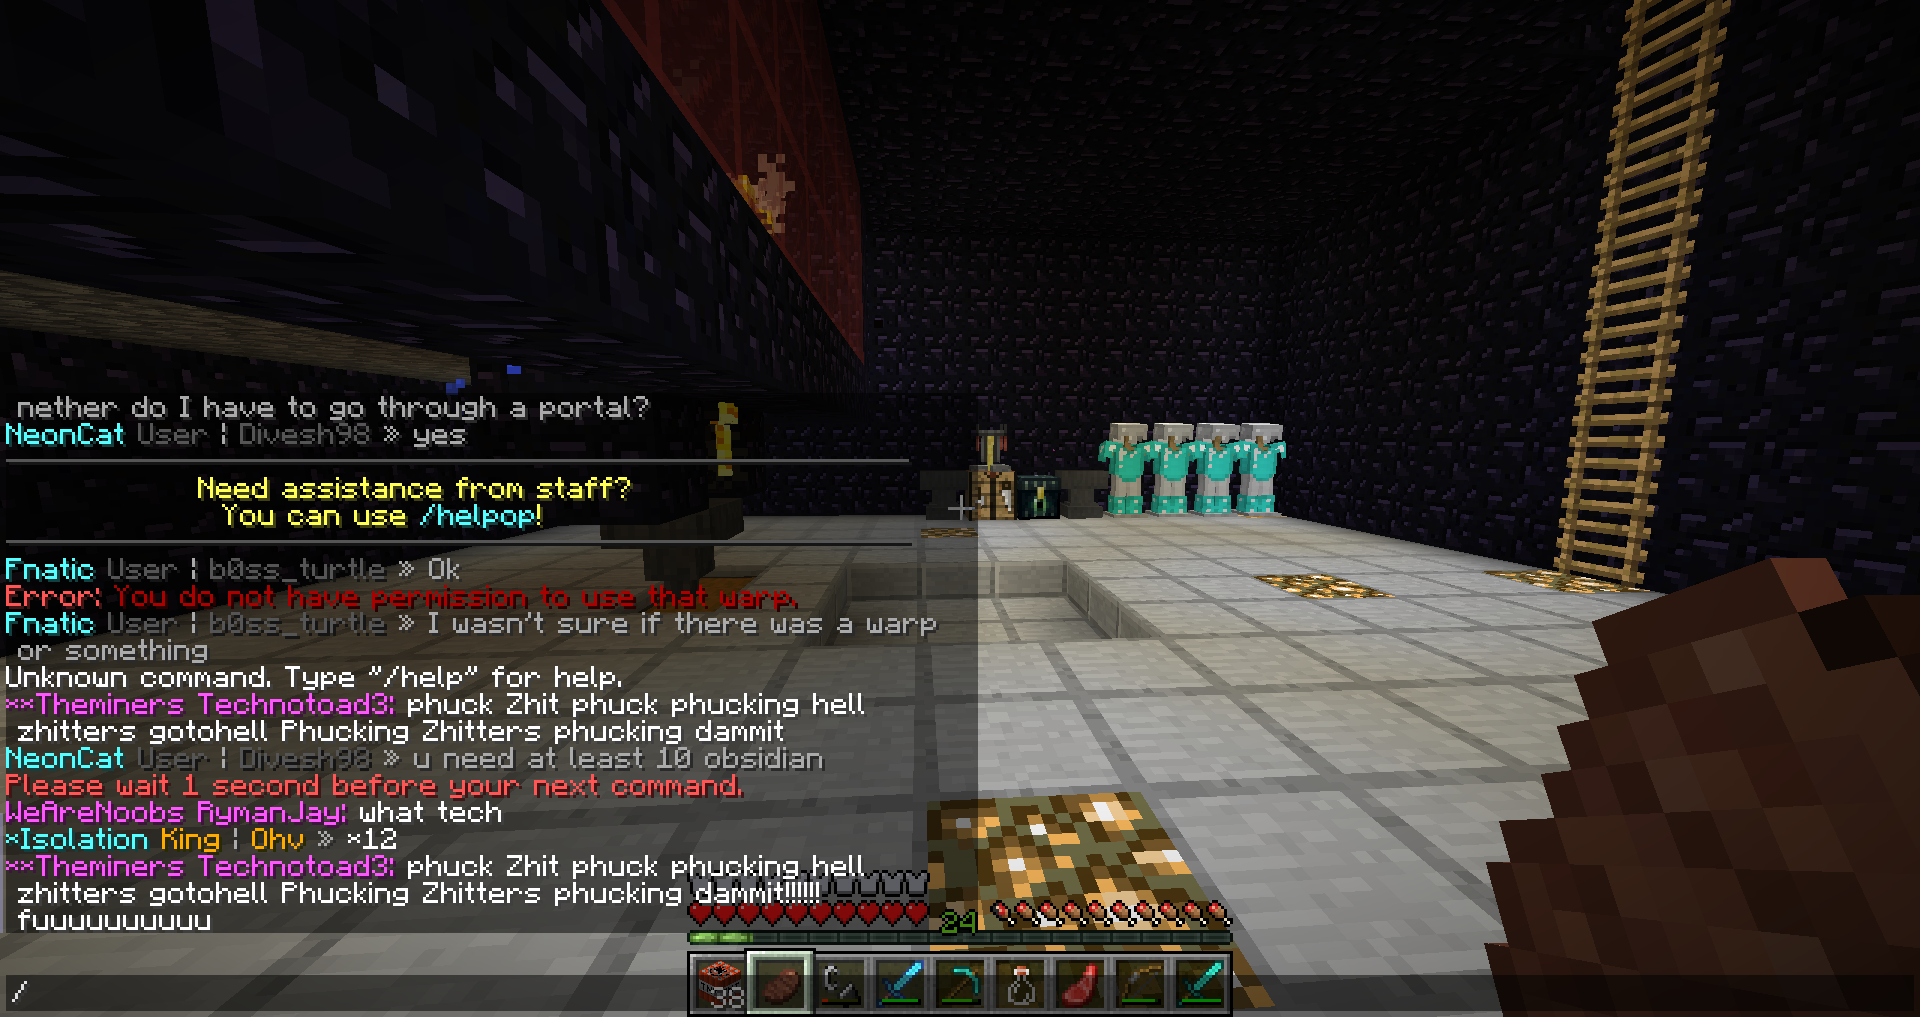 nether do I have to go through a portal?
NeonCat User | Divesh98 » yes
Need assistance from staff?
You can use /helpop!
Fnatic User | b0ss_turtle » Ok
Error: You do not have permission to use that warp.
Fnatic User | b0ss_turtle » I wasn't sure if there was a warp
or something
Unknown command. Type "/help" for help.
**Theminers Technotoad3: phuck Zhit phuck phucking hell
zhitters gotohell Phucking Zhitters phucking dammit
NeonCat User | Divesh98 » u need at least 10 obsidian
Please wait 1 second before your next command.
WeAreNoobs RymanJay: what tech
*Isolation King | Ohv » *12
**Theminers Technotoad3: phuck Zhit phuck phucking hell
zhitters gotohell Phucking Zhitters phucking dammit!!!!!!
fuuuuuuuuuu
24
/
38